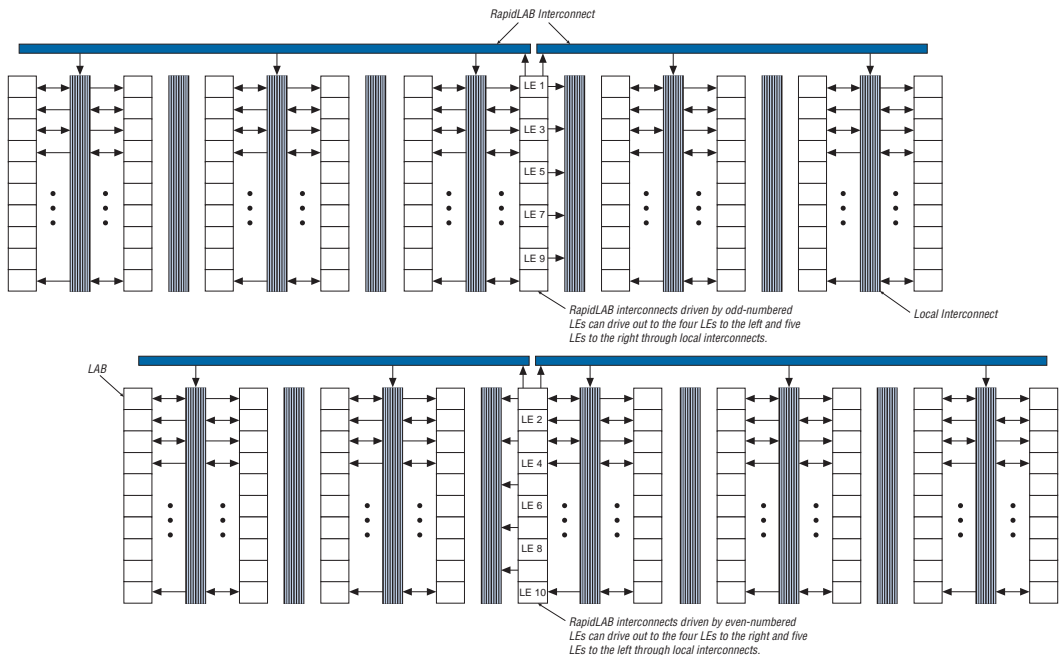 RapidLAB Interconnect
LE 1
LE 3
LE 5
LE 7
LE 9
RapidLAB interconnects driven by odd-numbered
LEs can drive out to the four LEs to the left and five
LEs to the right through local interconnects.
Local Interconnect
LAB
LE 2
LE 4
LE 6
LE 8
LE 10
RapidLAB interconnects driven by even-numbered
LEs can drive out to the four LEs to the right and five
LEs to the left through local interconnects.